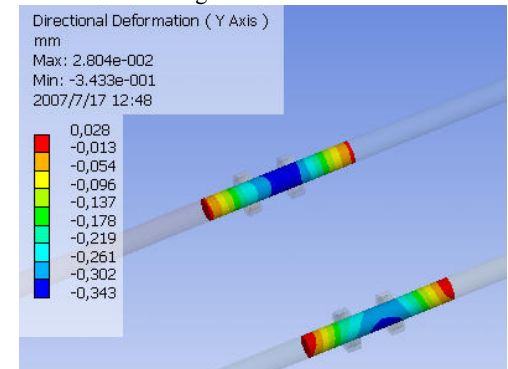 Directional Deformation ( Y Axis )
mm
Max: 2.804e-002
Min: -3.433e-001
2007/7/17 12:48
0,028
-0,013
-0,054
-0,096
-0,137
-0,178
-0,219
-0,261
-0,302
-0,343